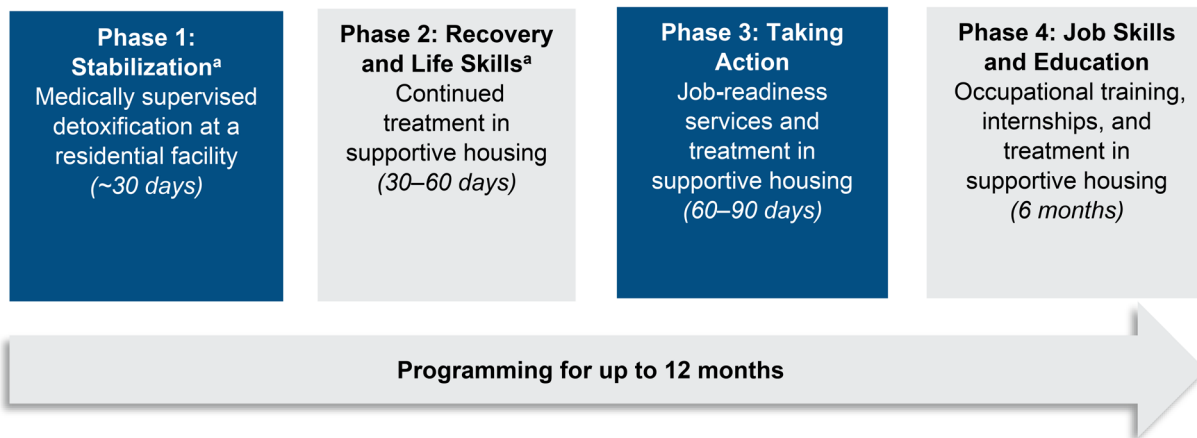 Phase 1:
Stabilizationᵃ
Medically supervised
detoxification at a
residential facility
(~30 days)
Phase 2: Recovery
and Life Skillsᵃ
Continued
treatment in
supportive housing
(30–60 days)
Phase 3: Taking
Action
Job-readiness
services and
treatment in
supportive housing
(60–90 days)
Phase 4: Job Skills
and Education
Occupational training,
internships, and
treatment in
supportive housing
(6 months)
Programming for up to 12 months